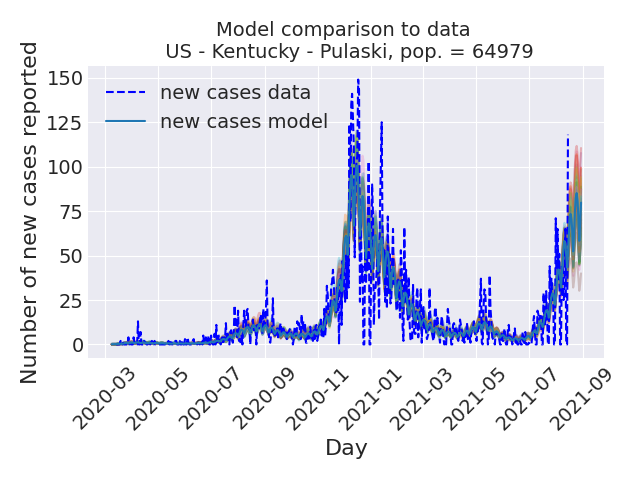 Model comparison to data
US - Kentucky - Pulaski, pop. = 64979
Number of new cases reported
150
125
100
75
50
25
0
new cases data
new cases model
2020-03
2020-05
2020-07
2020-09
2020-11
2021-01
2021-03
2021-05
2021-07
2021-09
Day